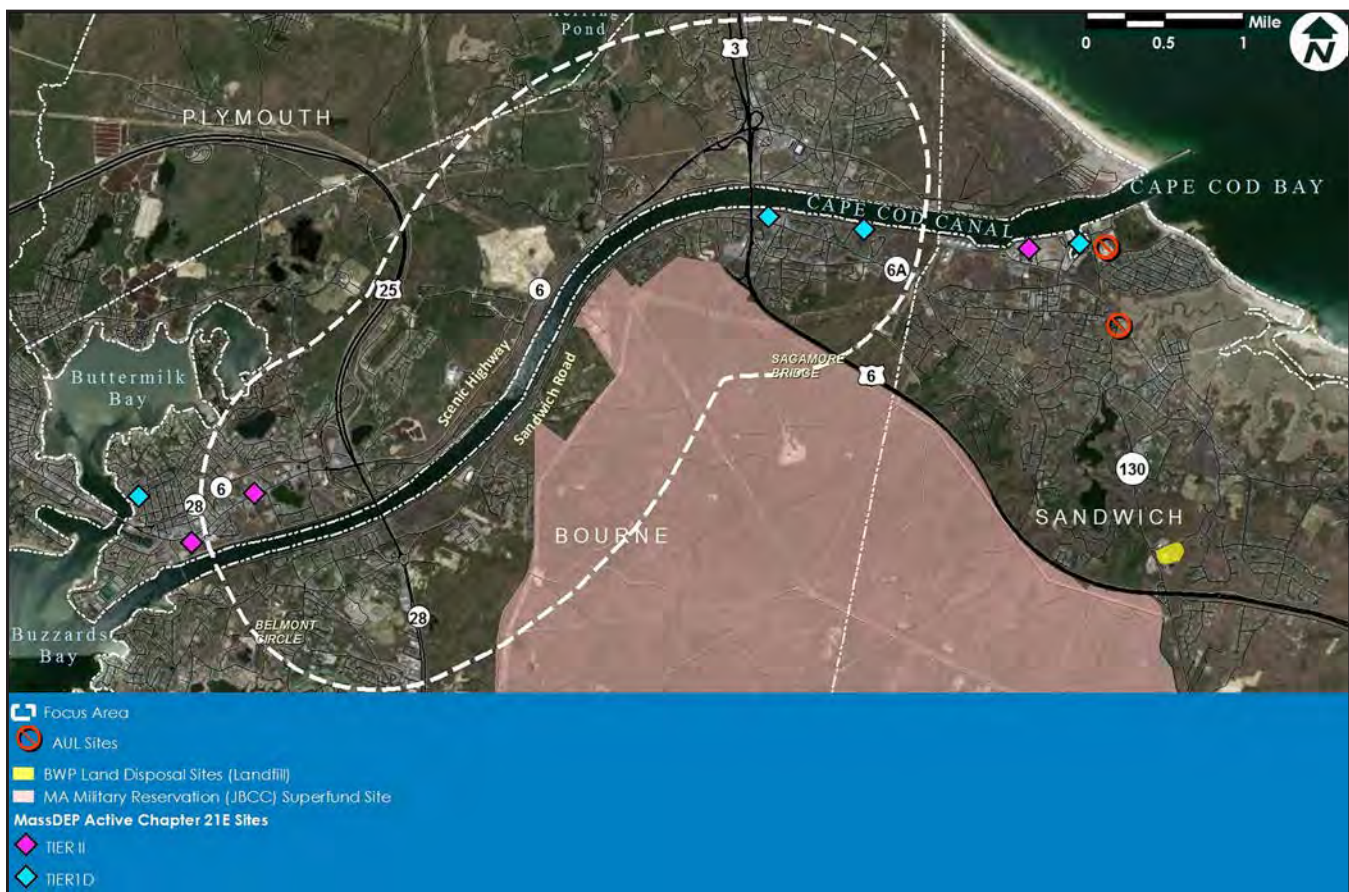 Herring
Pond
Mile
0 0.5 1
N
3
PLYMOUTH
CAPE COD BAY
CAPE COD CANAL
6A
25
6
Scenic Highway
Sandwich Road
SAGAMORE
BRIDGE
6
Buttermilk
Bay
130
6
28
SANDWICH
BOURNE
28
BELMONT
CIRCLE
Buzzards
Bay
Focus Area
AUL Sites
BWP Land Disposal Sites (Landfill)
MA Military Reservation (JBCC) Superfund Site
MassDEP Active Chapter 21E Sites
TIER II
TIER1D